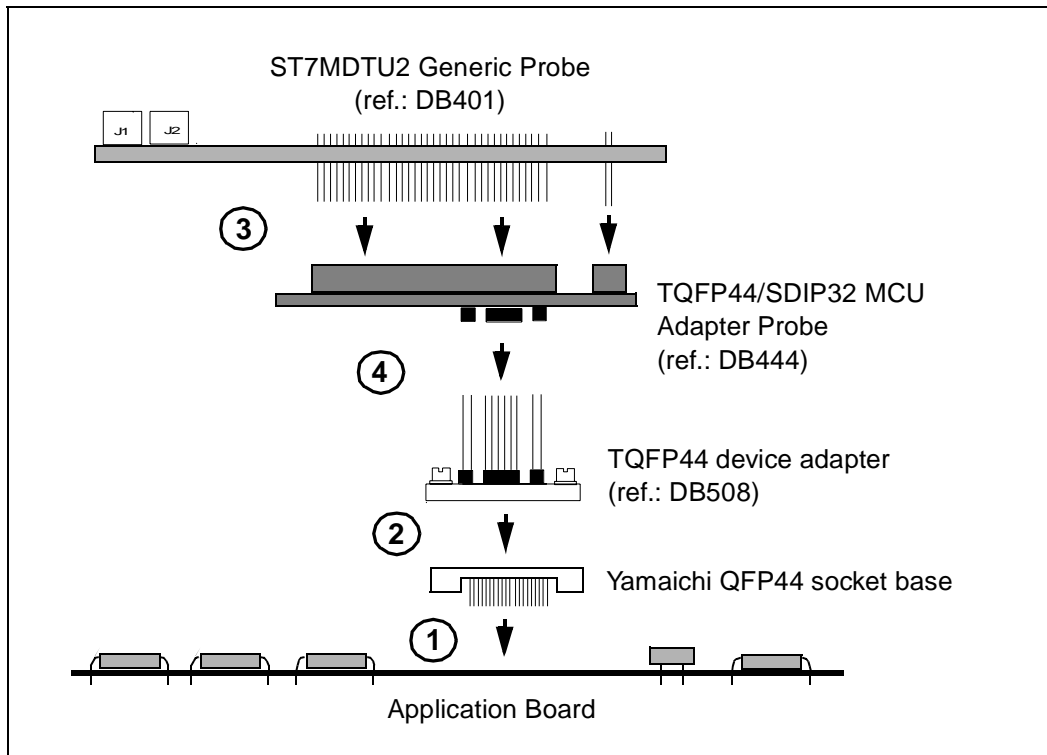 ST7MDTU2 Generic Probe
(ref.: DB401)
J1
J2
3
TQFP44/SDIP32 MCU
Adapter Probe
(ref.: DB444)
4
TQFP44 device adapter
(ref.: DB508)
2
Yamaichi QFP44 socket base
1
Application Board